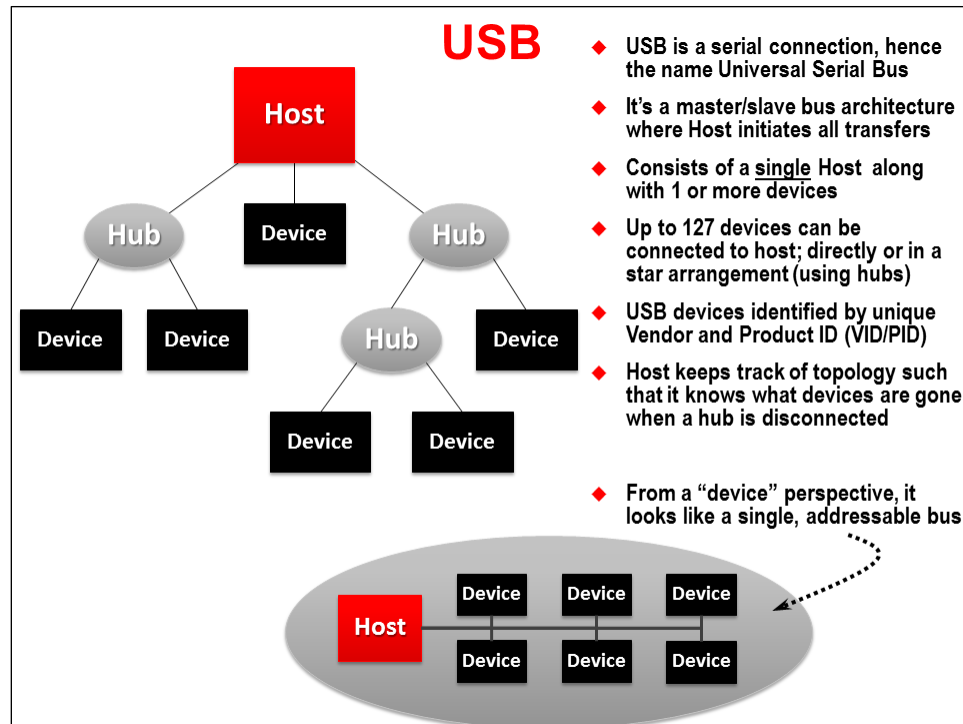 USB
USB is a serial connection, hence
the name Universal Serial Bus
It's a master/slave bus architecture
where Host initiates all transfers
Consists of a single Host along
with 1 or more devices
Up to 127 devices can be
connected to host; directly or in a
star arrangement (using hubs)
USB devices identified by unique
Vendor and Product ID (VID/PID)
Host keeps track of topology such
that it knows what devices are gone
when a hub is disconnected
From a “device” perspective, it
looks like a single, addressable bus
Host
Hub
Device
Hub
Device
Device
Hub
Device
Device
Device
Device
Device
Device
Host
Device
Device
Device